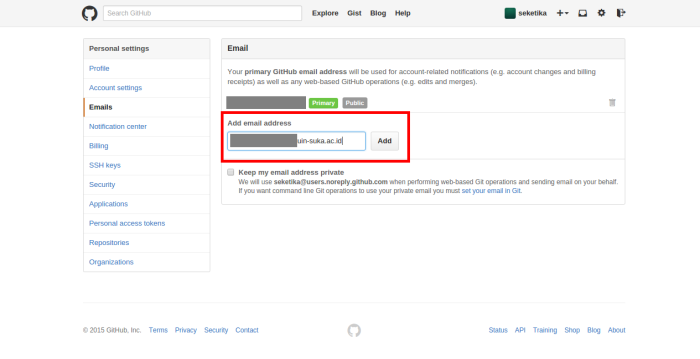 Search GitHub
Explore Gist Blog Help
seketika
Personal settings
Profile
Account settings
Emails
Notification center
Billing
SSH keys
Security
Applications
Personal access tokens
Repositories
Organizations
Email
Your primary GitHub email address will be used for account-related notifications (e.g. account changes and billing
receipts) as well as any web-based GitHub operations (e.g. edits and merges).
Primary Public
Add email address
uin-suka.ac.id
Add
Keep my email address private
We will use seketika@users.noreply.github.com when performing web-based Git operations and sending email on your behalf.
If you want command line Git operations to use your private email you must set your email in Git.
© 2015 GitHub, Inc. Terms Privacy Security Contact
Status API Training Shop Blog About